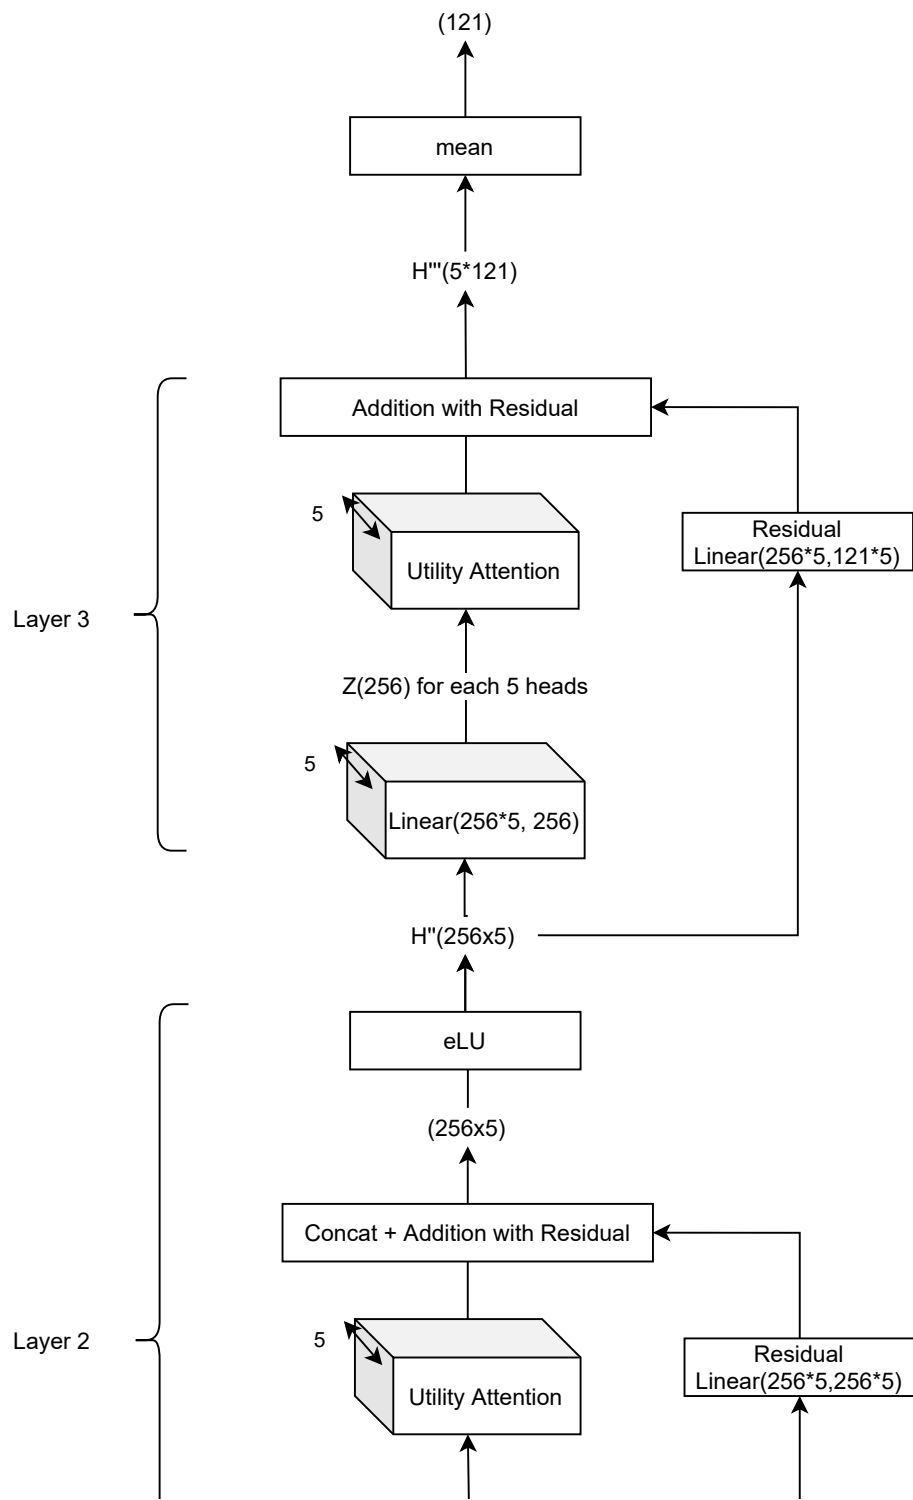 (121)
mean
H'''(5*121)
Addition with Residual
5
Utility Attention
Residual
Linear(256*5,121*5)
Layer 3
Z(256) for each 5 heads
5
Linear(256*5, 256)
H"(256x5)
eLU
(256x5)
Concat + Addition with Residual
5
Layer 2
Utility Attention
Residual
Linear(256*5,256*5)